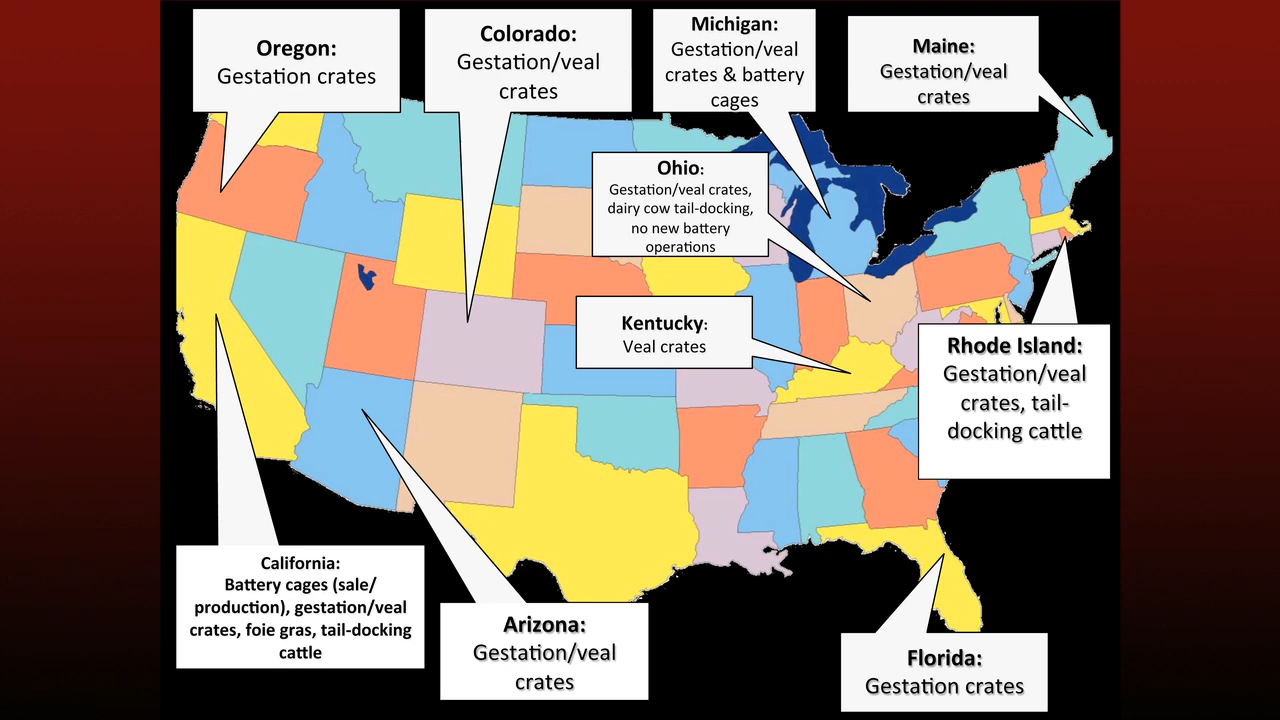 Oregon:
Gestation crates
Colorado:
Gestation/veal
crates
Michigan:
Gestation/veal
crates & battery
cages
Maine:
Gestation/veal
crates
Ohio:
Gestation/veal crates,
dairy cow tail-docking,
no new battery
operations
Kentucky:
Veal crates
Rhode Island:
Gestation/veal
crates, tail-
docking cattle
California:
Battery cages (sale/
production), gestation/veal
crates, foie gras, tail-docking
cattle
Arizona:
Gestation/veal
crates
Florida:
Gestation crates